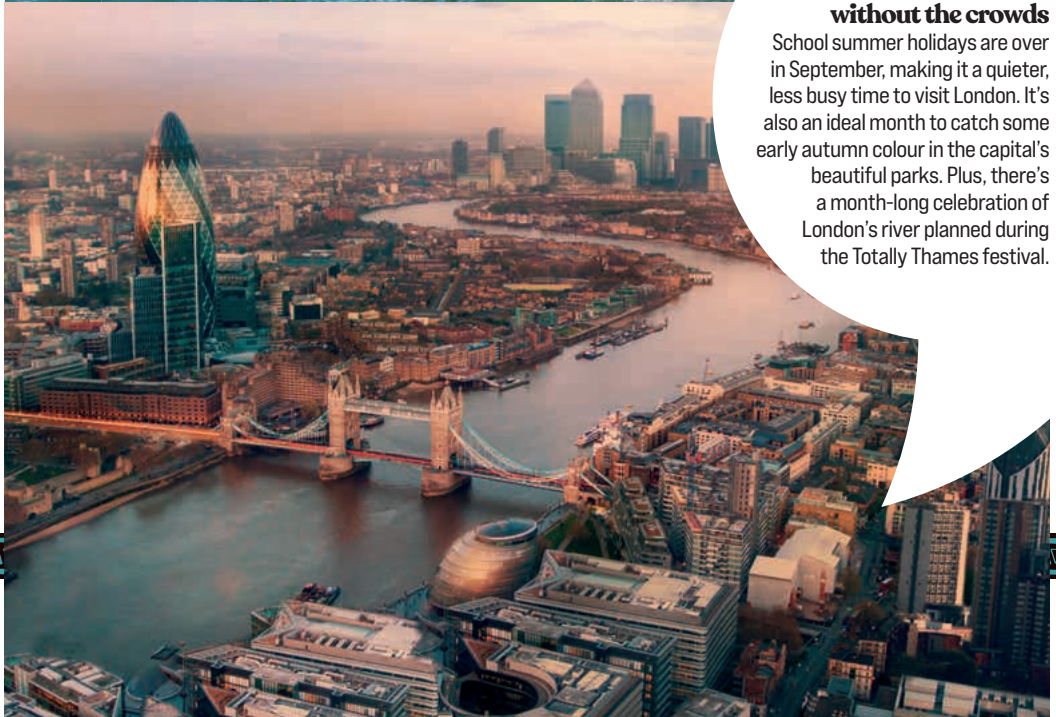 without the crowds
School summer holidays are over
in September, making it a quieter,
less busy time to visit London. It's
also an ideal month to catch some
early autumn colour in the capital's
beautiful parks. Plus, there's
a month-long celebration of
London's river planned during
the Totally Thames festival.